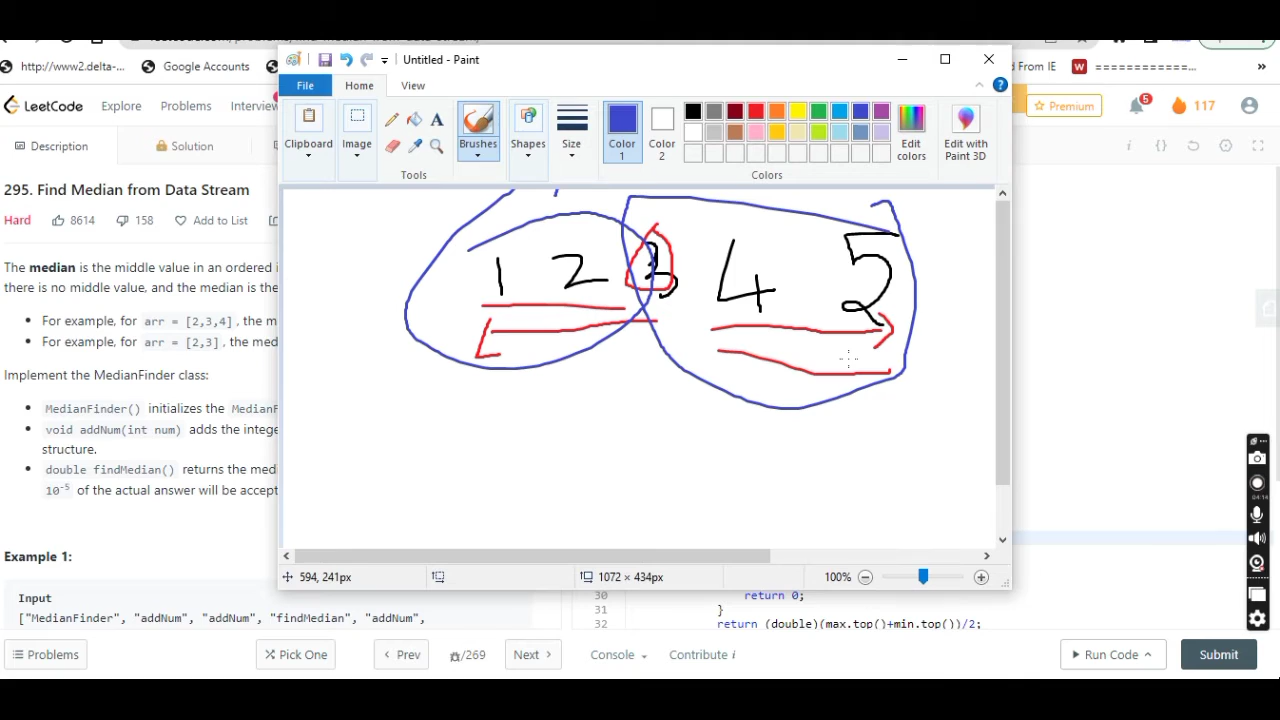 http://www2.delta-...
Google Accounts
d From IE
============...
»
Untitled - Paint
File
Home
View
Clipboard
Image
Tools
Brushes
Shapes
Size
Color 1
Color 2
Edit colors
Edit with Paint 3D
Colors
LeetCode
Explore
Problems
Interview
Premium
5
117
Description
Solution
295. Find Median from Data Stream
Hard
8614
158
Add to List
The median is the middle value in an ordered i
there is no middle value, and the median is the
For example, for arr = [2,3,4], the m
For example, for arr = [2,3], the med
Implement the MedianFinder class:
MedianFinder() initializes the MedianF
void addNum(int num) adds the intege
structure.
double findMedian() returns the med
10-5 of the actual answer will be accept
Example 1:
Input
["MedianFinder", "addNum", "addNum", "findMedian", "addNum",
1 2 3 4 5
594, 241px
1072 × 434px
100%
30 return 0;
31 }
32 return (double)(max.top()+min.top())/2;
04:14
Problems
Pick One
Prev
/269
Next
Console
Contribute i
Run Code
Submit